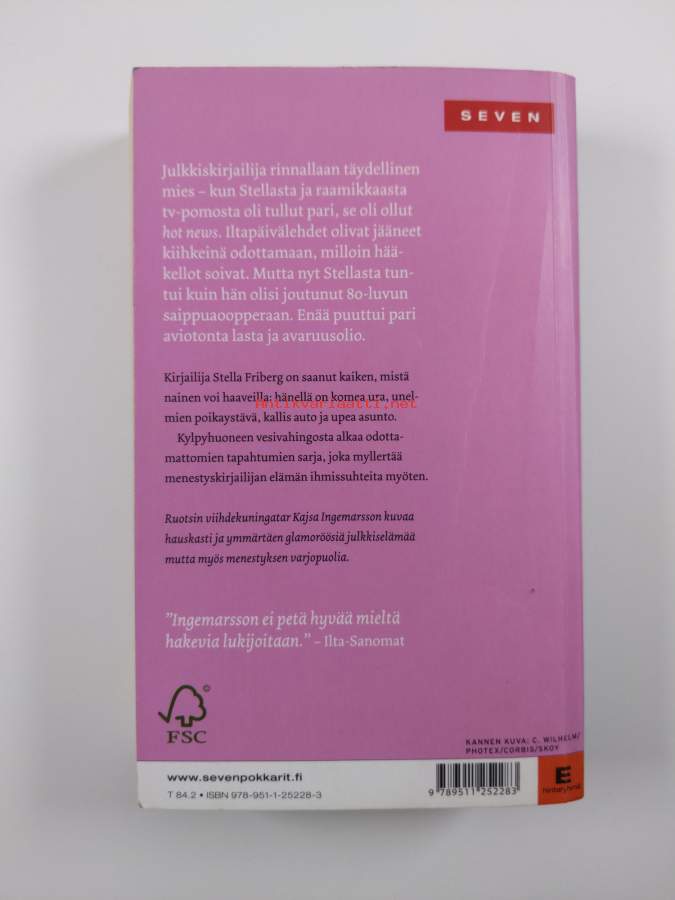 SEVEN
Julkkiskirjailija rinnallaan täydellinen
mies – kun Stellasta ja raamikkaasta
tv-pomosta oli tullut pari, se oli ollut
hot news. Iltapäivälehdet olivat jääneet
kiihkeinä odottamaan, milloin hää-
kellot soivat. Mutta nyt Stellasta tun-
tui kuin hän olisi joutunut 80-luvun
saippuaoopperaan. Enää puuttui pari
aviotonta lasta ja avaruusolio.
Kirjailija Stella Friberg on saanut kaiken, mistä
nainen voi haaveilla: hänellä on komea ura, unel-
Antikvariaatti.net
mien poikaystävä, kallis auto ja upea asunto.
Kylpyhuoneen vesivahingosta alkaa odotta-
mattomien tapahtumien sarja, joka myllertää
menestyskirjailijan elämän ihmissuhteita myöten.
Ruotsin viihdekuningatar Kajsa Ingemarsson kuvaa
hauskasti ja ymmärtäen glamoröösiä julkkiselämää
mutta myös menestyksen varjopuolia.
"Ingemarsson ei petä hyvää mieltä
hakevia lukijoitaan." – Ilta-Sanomat
©
FSC
KANNEN KUVA: C. WILHELM/
PHOTEX/CORBIS/SKOY
www.sevenpokkarit.fi
T 84.2 • ISBN 978-951-1-25228-3
9 789511 252283
E